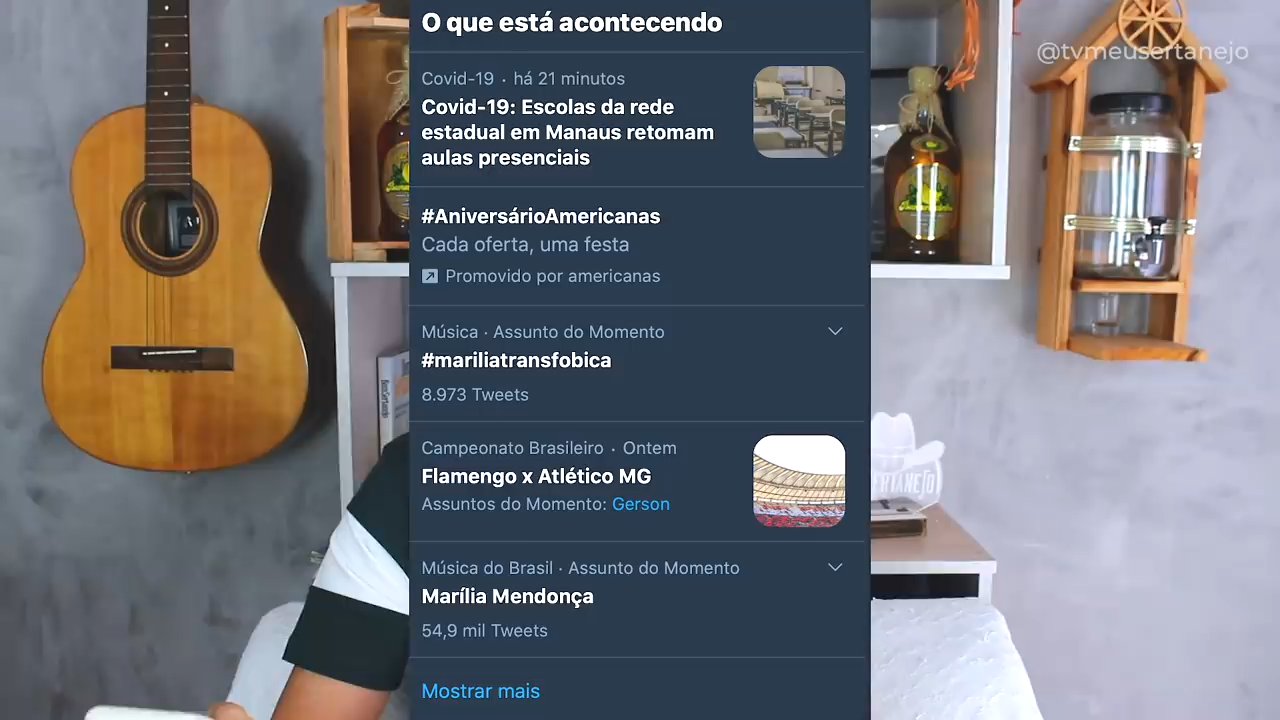 O que está acontecendo
@tvmeusertanejo
Covid-19 · há 21 minutos
Covid-19: Escolas da rede
estadual em Manaus retomam
aulas presenciais
#AniversárioAmericanas
Cada oferta, uma festa
Promovido por americanas
Música · Assunto do Momento
#mariliatransfobica
8.973 Tweets
Campeonato Brasileiro · Ontem
Flamengo x Atlético MG
Assuntos do Momento: Gerson
Música do Brasil · Assunto do Momento
Marília Mendonça
54,9 mil Tweets
Mostrar mais